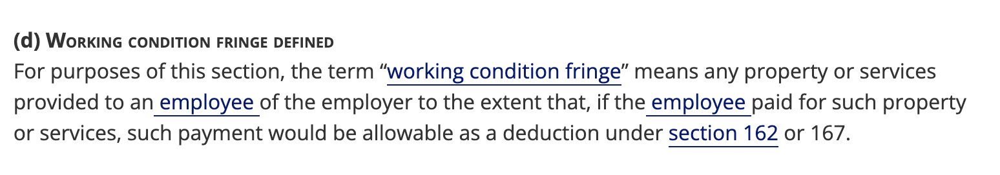 (d) Working condition fringe defined
For purposes of this section, the term “working condition fringe” means any property or services
provided to an employee of the employer to the extent that, if the employee paid for such property
or services, such payment would be allowable as a deduction under section 162 or 167.